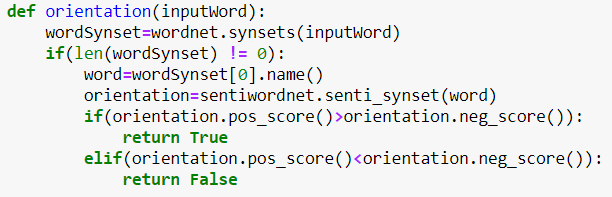 def orientation(inputWord):
    wordSynset=wordnet.synsets(inputWord)
    if(len(wordSynset) != 0):
        word=wordSynset[0].name()
        orientation=sentiwordnet.senti_synset(word)
        if(orientation.pos_score()>orientation.neg_score()):
            return True
        elif(orientation.pos_score()<orientation.neg_score()):
            return False